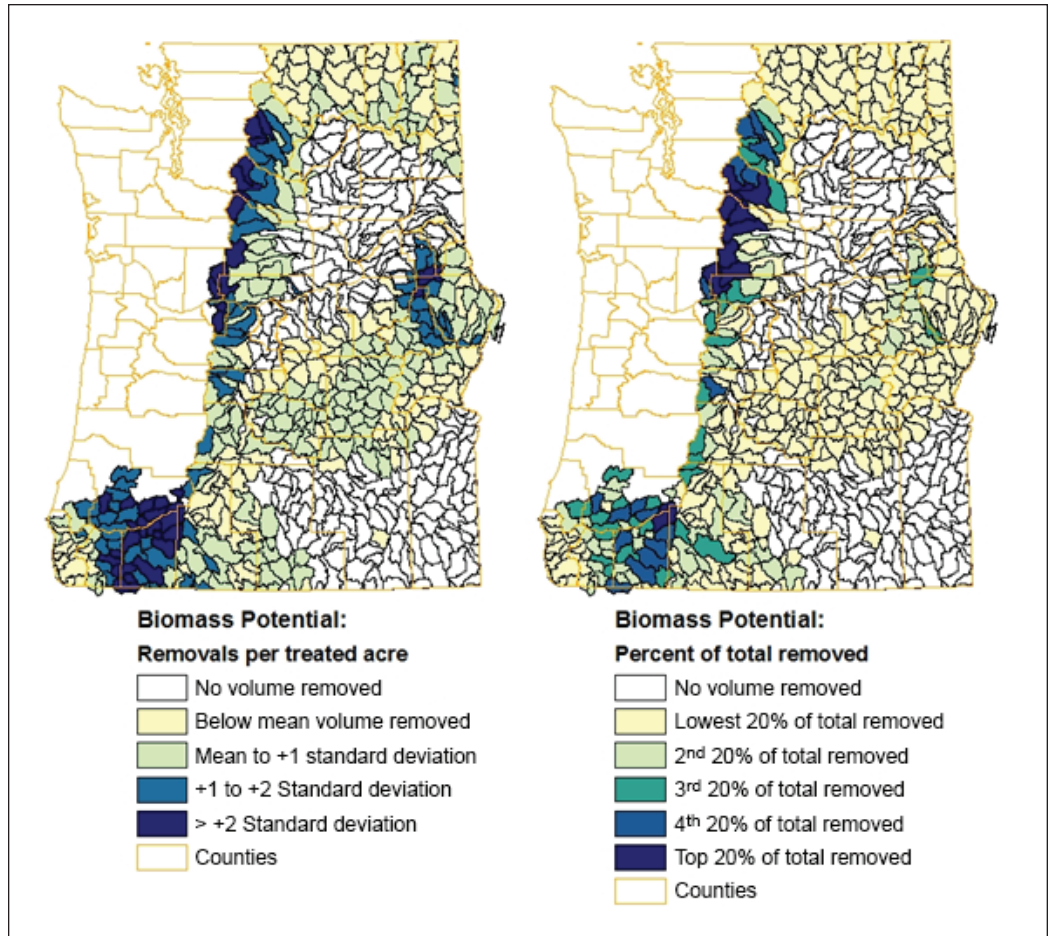 Biomass Potential:
Removals per treated acre
No volume removed
Below mean volume removed
Mean to +1 standard deviation
+1 to +2 Standard deviation
> +2 Standard deviation
Counties
Biomass Potential:
Percent of total removed
No volume removed
Lowest 20% of total removed
2nd 20% of total removed
3rd 20% of total removed
4th 20% of total removed
Top 20% of total removed
Counties